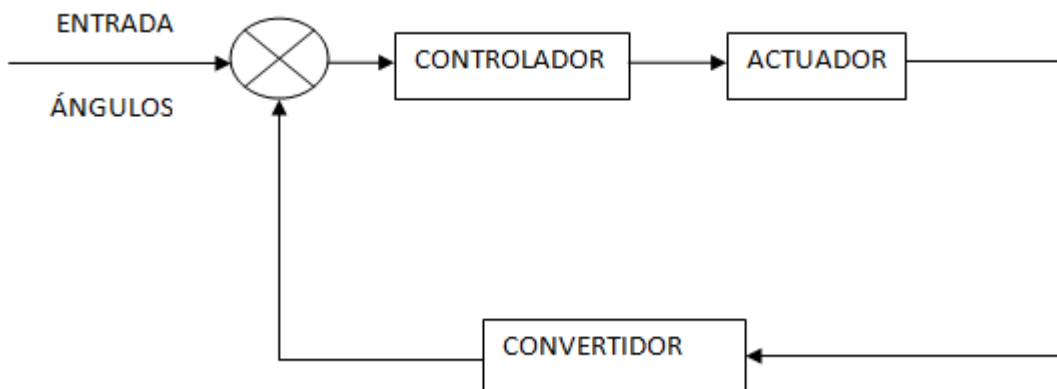 ENTRADA
ÁNGULOS
CONTROLADOR
ACTUADOR
CONVERTIDOR